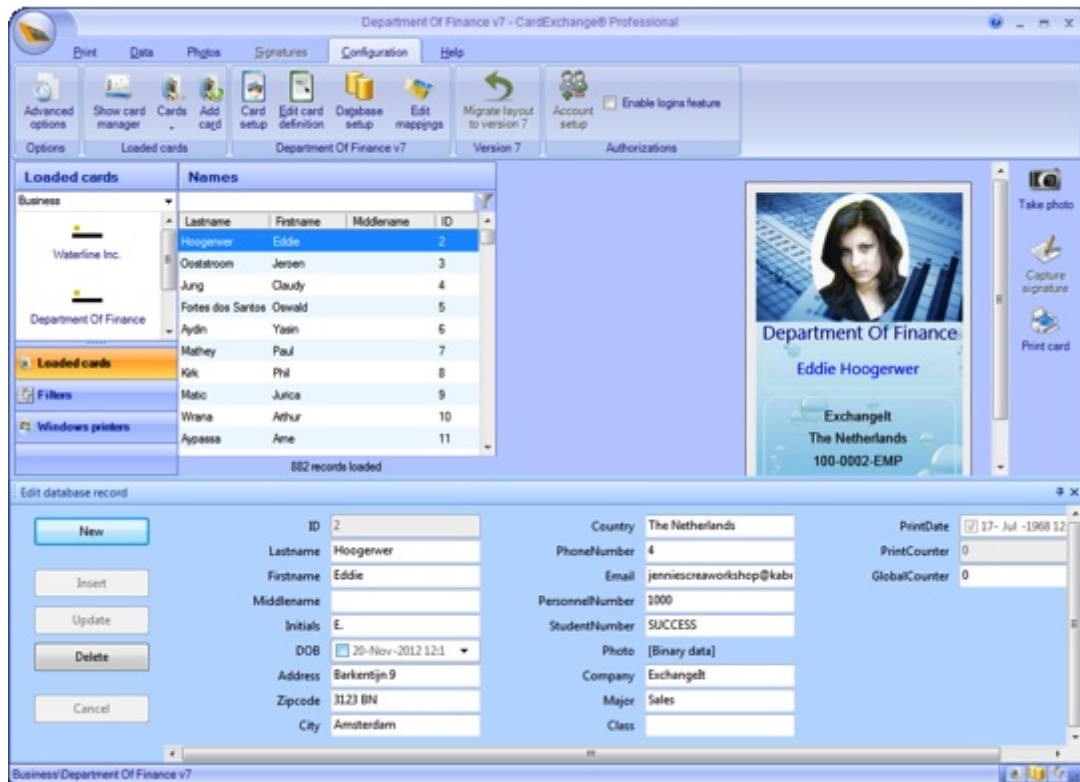 Department Of Finance v7 - CardExchange® Professional
Print Data Photos Signatures Configuration Help
Advanced options
Show card manager
Cards
Add card
Card setup
Edit card definition
Database setup
Edit mappings
Migrate layout to version 7
Account setup
Enable logins feature
Options Loaded cards Department Of Finance v7 Version 7 Authorizations
Loaded cards
Business
Waterline Inc.
Department Of Finance
Loaded cards
Filters
Windows printers
Names
Lastname Firstname Middlename ID
Hoogerwer Eddie 2
Ooststroom Jeroen 3
Jung Claudy 4
Fortes dos Santos Oswald 5
Aydin Yasin 6
Mathey Paul 7
Kirk Phil 8
Matic Jurica 9
Wrana Arthur 10
Aypassa Arne 11
882 records loaded
Department Of Finance
Eddie Hoogerwer
ExchangeIt
The Netherlands
100-0002-EMP
Take photo
Capture signature
Print card
Edit database record
New
Insert
Update
Delete
Cancel
ID 2
Lastname Hoogerwer
Firstname Eddie
Middlename
Initials E.
DOB 20-Nov-2012 12:1
Address Barkentijn 9
Zipcode 3123 BN
City Amsterdam
Country The Netherlands
PhoneNumber 4
Email jenniescreaworkshop@kab
PersonnelNumber 1000
StudentNumber SUCCESS
Photo [Binary data]
Company ExchangeIt
Major Sales
Class
PrintDate 17- Jul -1968 12:
PrintCounter 0
GlobalCounter 0
Business\Department Of Finance v7